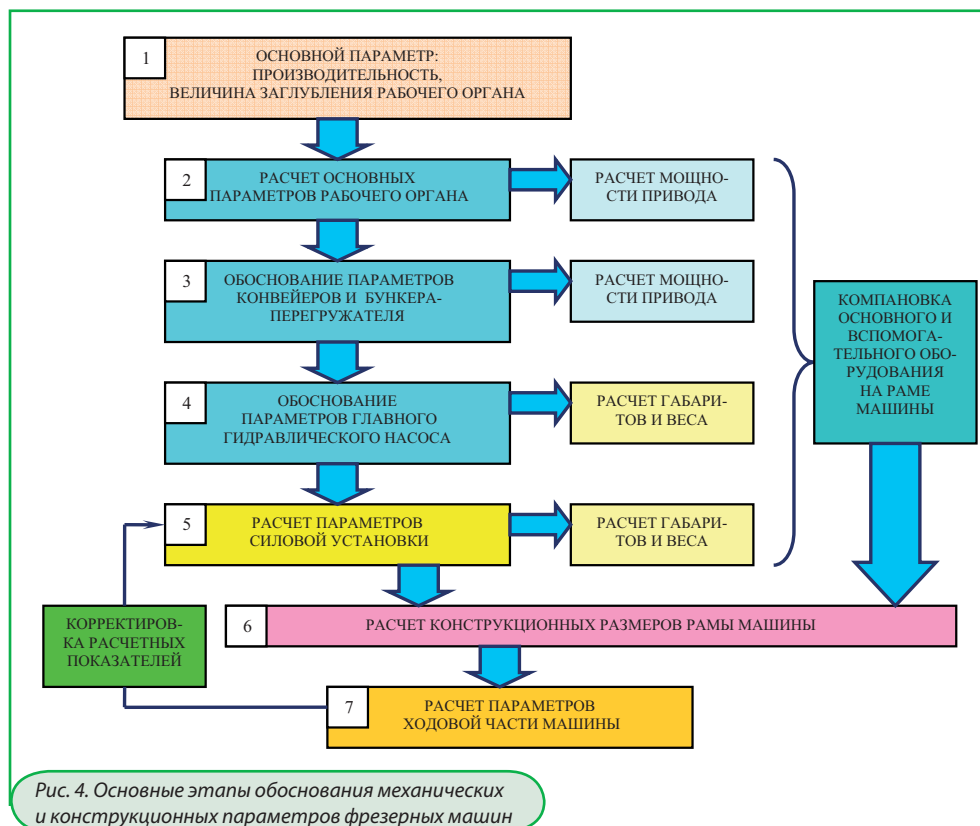 1
ОСНОВНОЙ ПАРАМЕТР:
ПРОИЗВОДИТЕЛЬНОСТЬ,
ВЕЛИЧИНА ЗАГЛУБЛЕНИЯ РАБОЧЕГО ОРГАНА
2
РАСЧЕТ ОСНОВНЫХ
ПАРАМЕТРОВ РАБОЧЕГО ОРГАНА
РАСЧЕТ МОЩНО-
СТИ ПРИВОДА
3
ОБОСНОВАНИЕ ПАРАМЕТРОВ
КОНВЕЙЕРОВ И БУНКЕРА-
ПЕРЕГРУЖАТЕЛЯ
РАСЧЕТ МОЩНО-
СТИ ПРИВОДА
КОМПАНОВКА
ОСНОВНОГО И
ВСПОМОГА-
ТЕЛЬНОГО ОБО-
РУДОВАНИЯ
НА РАМЕ
МАШИНЫ
4
ОБОСНОВАНИЕ
ПАРАМЕТРОВ ГЛАВНОГО
ГИДРАВЛИЧЕСКОГО НАСОСА
РАСЧЕТ ГАБАРИ-
ТОВ И ВЕСА
5
РАСЧЕТ ПАРАМЕТРОВ
СИЛОВОЙ УСТАНОВКИ
РАСЧЕТ ГАБАРИ-
ТОВ И ВЕСА
КОРРЕКТИРОВ-
КА РАСЧЕТНЫХ
ПОКАЗАТЕЛЕЙ
6
РАСЧЕТ КОНСТРУКЦИОННЫХ РАЗМЕРОВ РАМЫ МАШИНЫ
7
РАСЧЕТ ПАРАМЕТРОВ
ХОДОВОЙ ЧАСТИ МАШИНЫ
Рис. 4. Основные этапы обоснования механических
и конструкционных параметров фрезерных машин